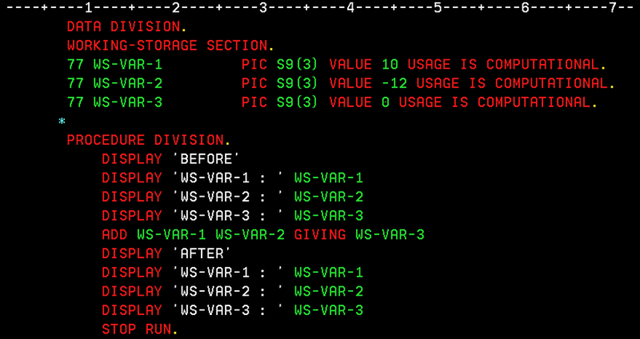 ----+----1----+----2----+----3----+----4----+----5----+----6----+----7--
DATA DIVISION.
WORKING-STORAGE SECTION.
77 WS-VAR-1         PIC S9(3) VALUE 10 USAGE IS COMPUTATIONAL.
77 WS-VAR-2         PIC S9(3) VALUE -12 USAGE IS COMPUTATIONAL.
77 WS-VAR-3         PIC S9(3) VALUE 0 USAGE IS COMPUTATIONAL.
*
PROCEDURE DIVISION.
    DISPLAY 'BEFORE'
    DISPLAY 'WS-VAR-1 : ' WS-VAR-1
    DISPLAY 'WS-VAR-2 : ' WS-VAR-2
    DISPLAY 'WS-VAR-3 : ' WS-VAR-3
    ADD WS-VAR-1 WS-VAR-2 GIVING WS-VAR-3
    DISPLAY 'AFTER'
    DISPLAY 'WS-VAR-1 : ' WS-VAR-1
    DISPLAY 'WS-VAR-2 : ' WS-VAR-2
    DISPLAY 'WS-VAR-3 : ' WS-VAR-3
    STOP RUN.